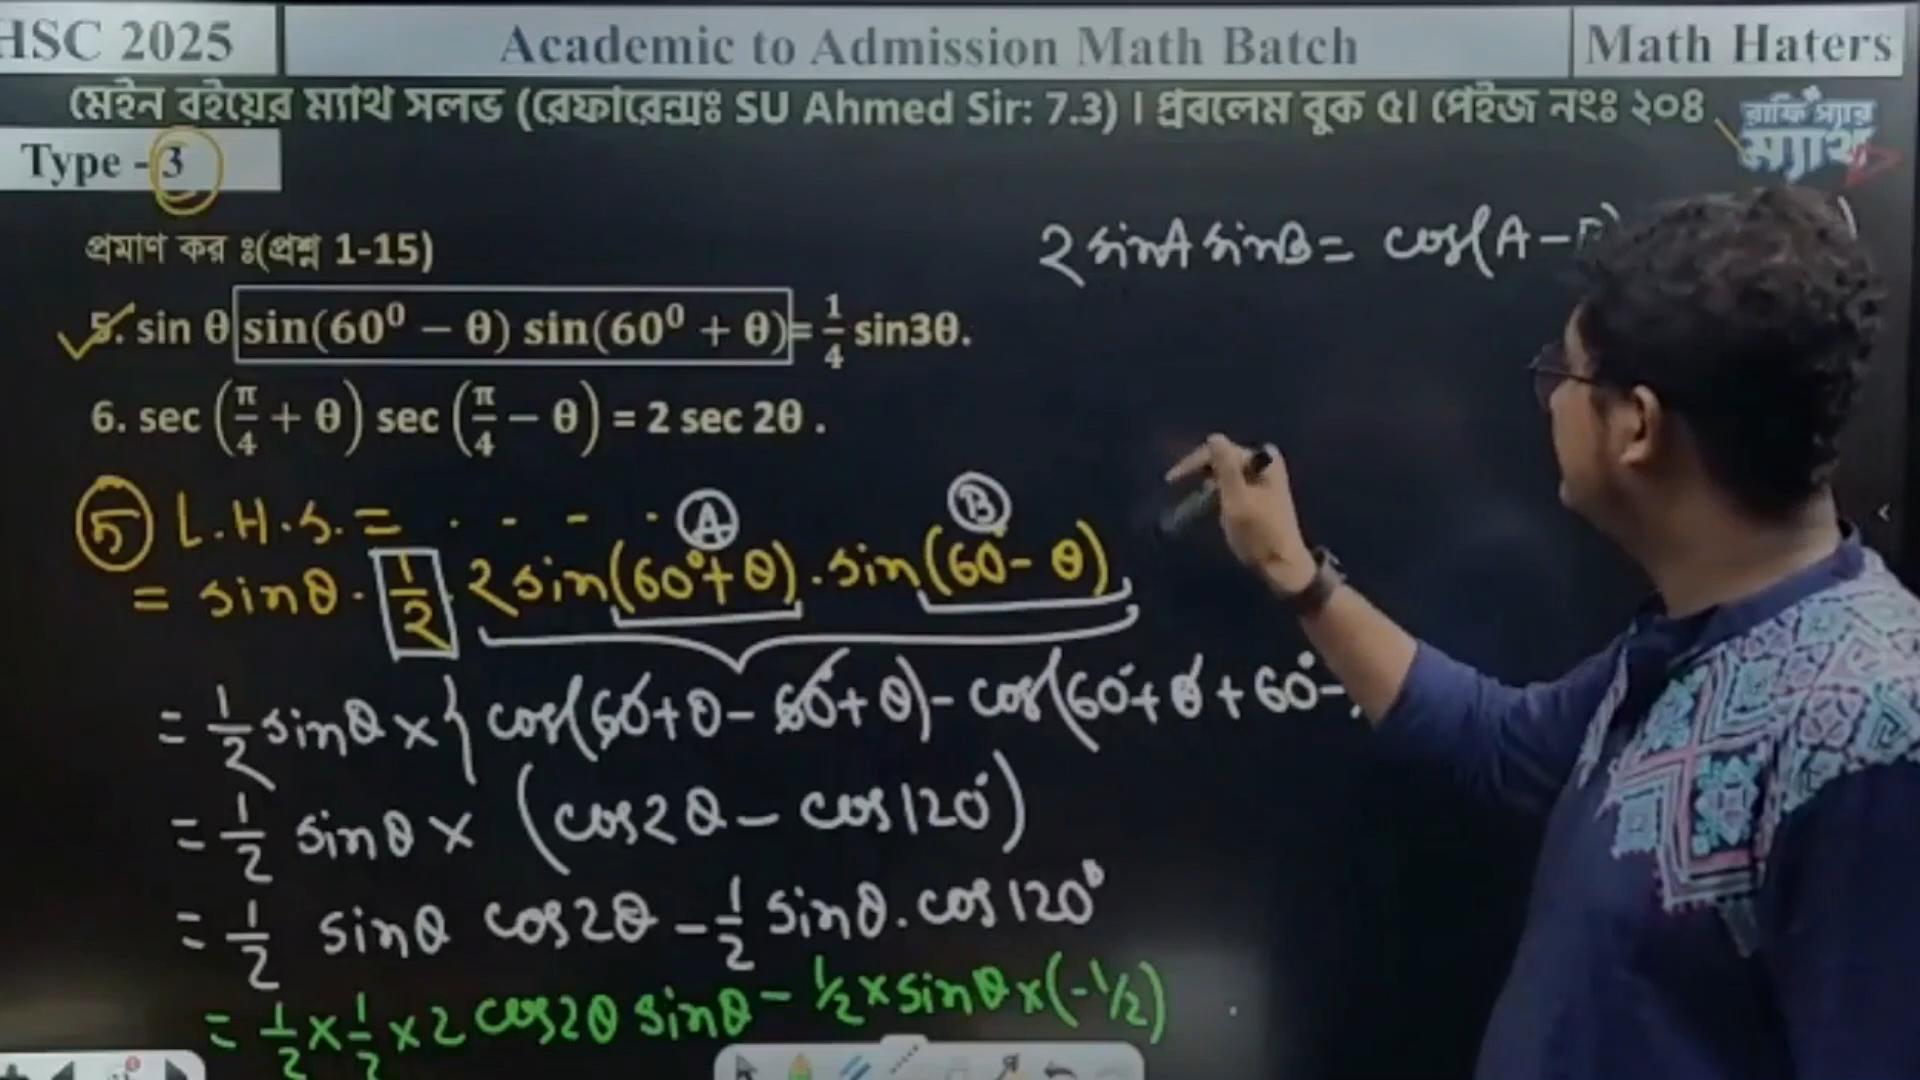 HSC 2025
Academic to Admission Math Batch
Math Haters
মেইন বইয়ের ম্যাথ সলভ (রেফারেন্সঃ SU Ahmed Sir: 7.3) । প্রবলেম বুক ৫। পেইজ নংঃ ২০৪
রাফি স্যার
ম্যাথ
Type - 3
প্রমাণ কর ঃ(প্রশ্ন 1-15)
2 sinA sinB = cos(A-B)
5. sin θ sin(60⁰ − θ) sin(60⁰ + θ)= 1/4 sin3θ.
6. sec (π/4 + θ) sec (π/4 − θ) = 2 sec 2θ .
5 L.H.S. = . - - . A B
= sinθ . 1/2 . 2sin(60°+ θ) . sin(60°- θ)
= 1/2 sinθ × { cos(60°+θ- 60°+ θ) - cos(60°+ θ + 60°-
= 1/2 sinθ × (cos2θ - cos120°)
= 1/2 sinθ cos2θ - 1/2 sinθ. cos120°
= 1/2 × 1/2 × 2 cos2θ sinθ - 1/2 × sinθ × (-1/2)